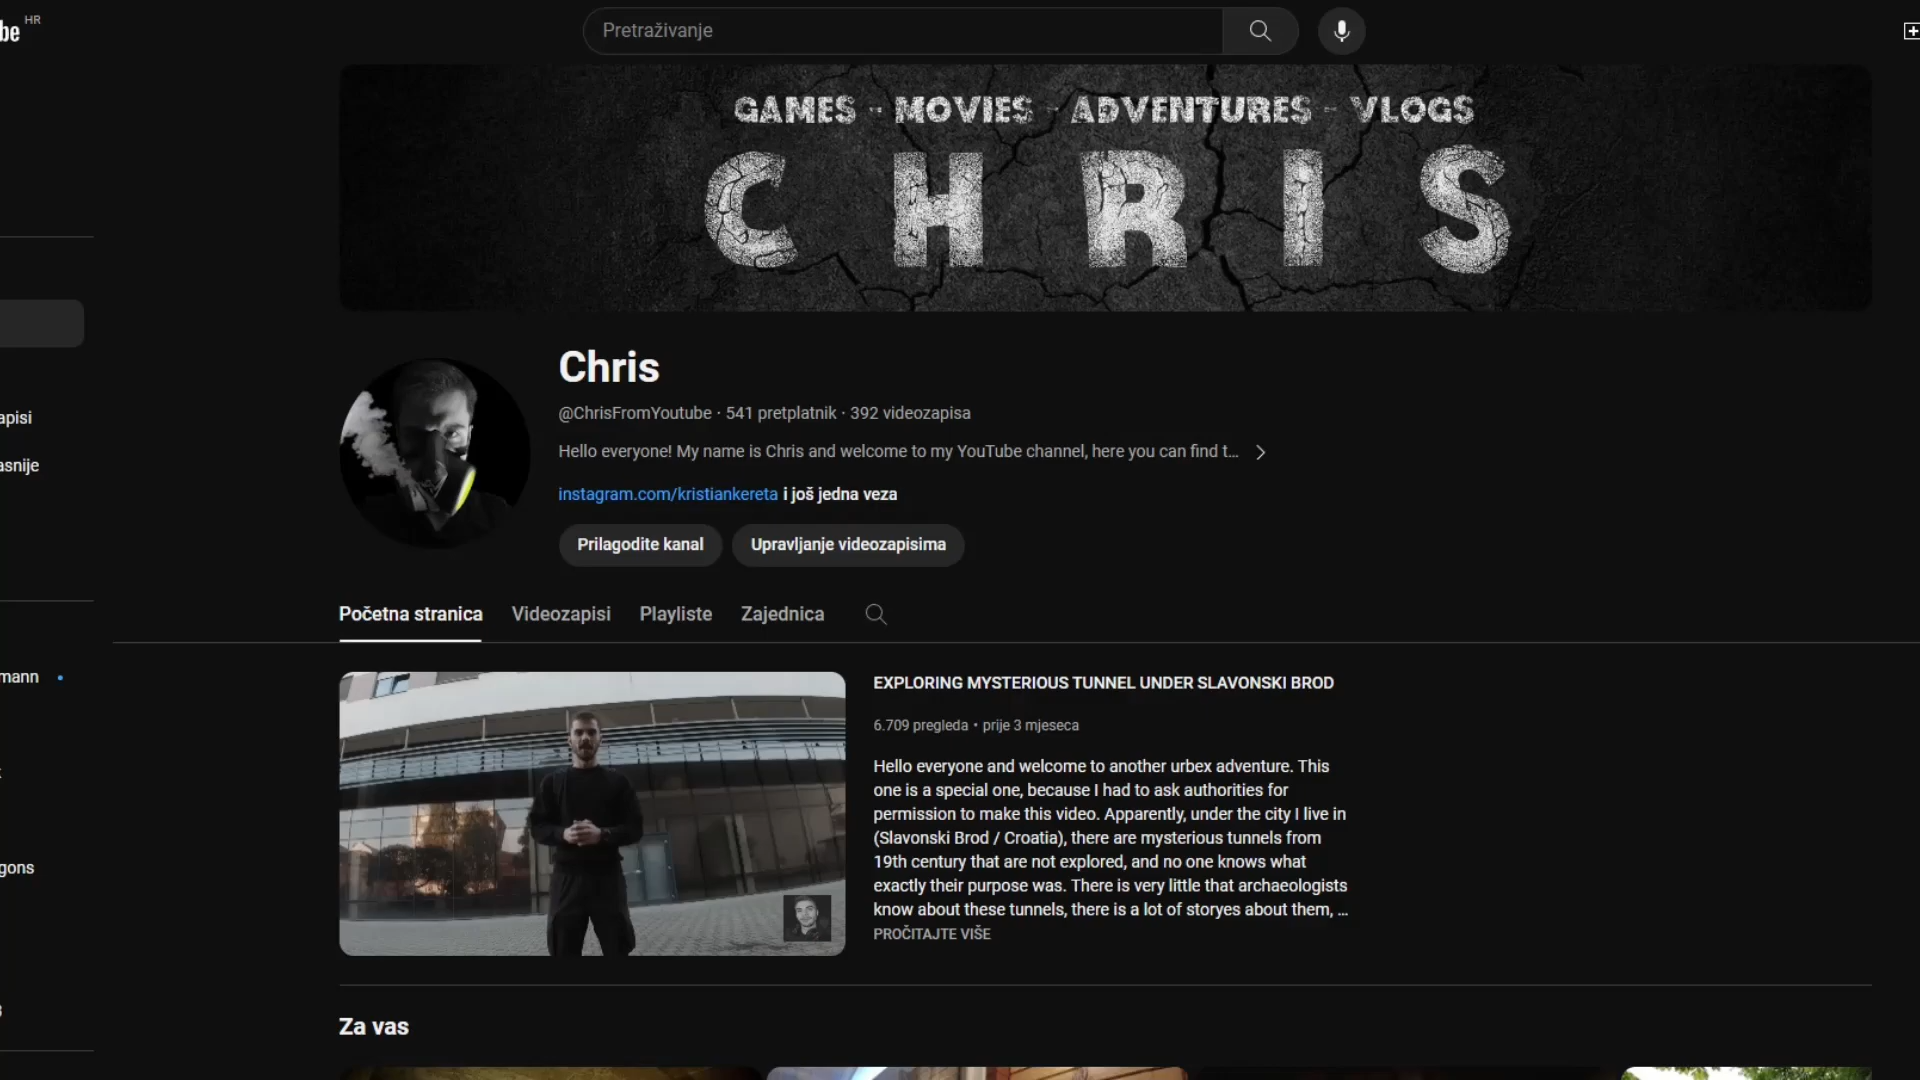 be HR
Pretraživanje
GAMES - MOVIES - ADVENTURES - VLOGS
CHRIS
Chris
@ChrisFromYoutube · 541 pretplatnik · 392 videozapisa
Hello everyone! My name is Chris and welcome to my YouTube channel, here you can find t...
instagram.com/kristiankereta i još jedna veza
Prilagodite kanal
Upravljanje videozapisima
apisi
asnije
Početna stranica
Videozapisi
Playliste
Zajednica
mann
gons
EXPLORING MYSTERIOUS TUNNEL UNDER SLAVONSKI BROD
6.709 pregleda • prije 3 mjeseca
Hello everyone and welcome to another urbex adventure. This
one is a special one, because I had to ask authorities for
permission to make this video. Apparently, under the city I live in
(Slavonski Brod / Croatia), there are mysterious tunnels from
19th century that are not explored, and no one knows what
exactly their purpose was. There is very little that archaeologists
know about these tunnels, there is a lot of storyes about them, ...
PROČITAJTE VIŠE
Za vas